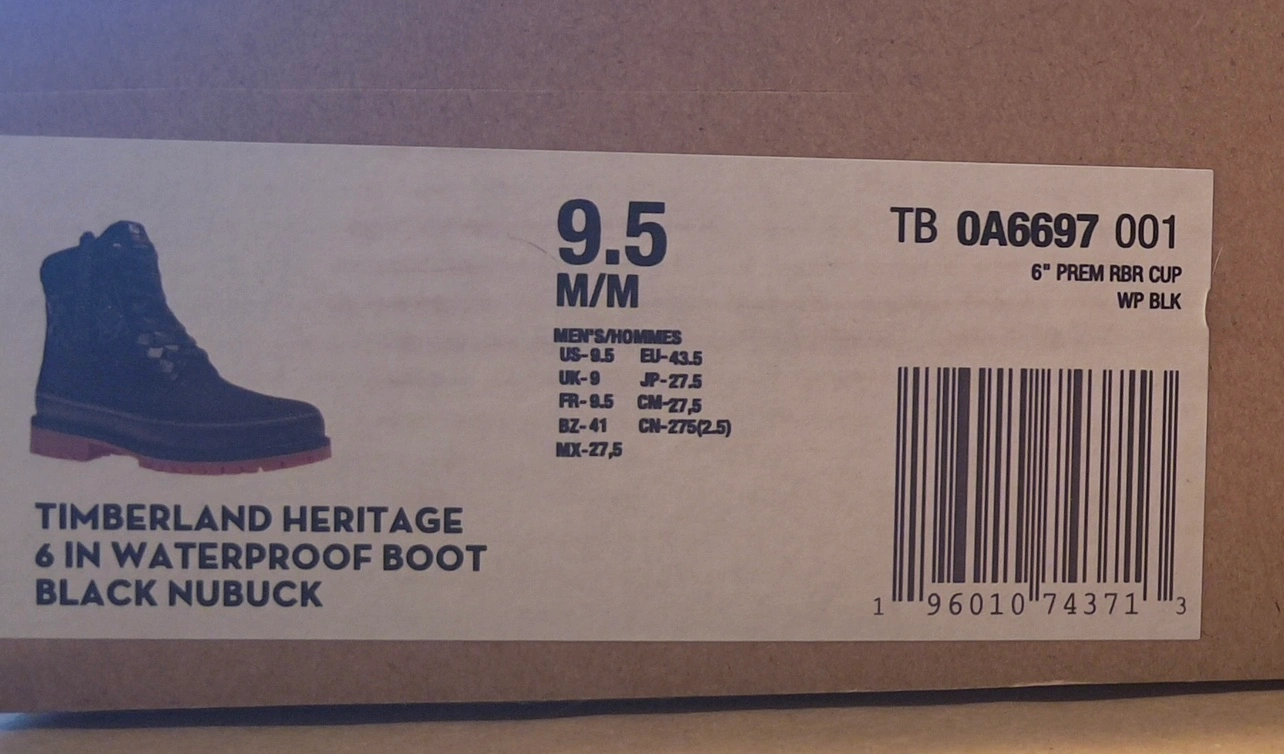 9.5
M/M
MEN'S/HOMMES
US-9.5 EU-43.5
UK-9 JP-27.5
FR-9.5 CM-27,5
BZ-41 CN-275(2.5)
MX-27,5
TB 0A6697 001
6" PREM RBR CUP
WP BLK
TIMBERLAND HERITAGE
6 IN WATERPROOF BOOT
BLACK NUBUCK
1 96010 74371 3